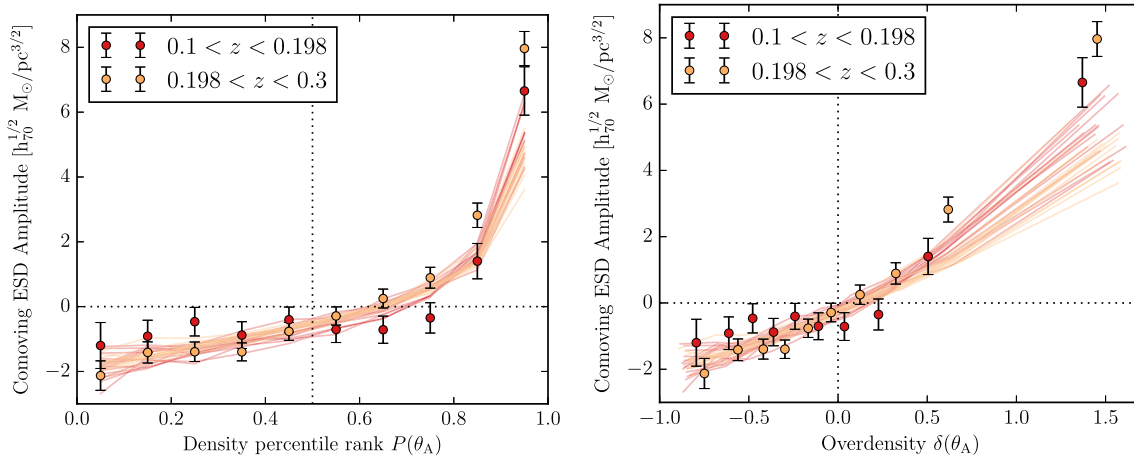 Comoving ESD Amplitude [h₇₀^{1/2} M⊙/pc^{3/2}]
8
6
4
2
0
−2
0.1 < z < 0.198
0.198 < z < 0.3
0.0 0.2 0.4 0.6 0.8 1.0
Density percentile rank P(θ_A)
Comoving ESD Amplitude [h₇₀^{1/2} M⊙/pc^{3/2}]
8
6
4
2
0
−2
0.1 < z < 0.198
0.198 < z < 0.3
−1.0 −0.5 0.0 0.5 1.0 1.5
Overdensity δ(θ_A)